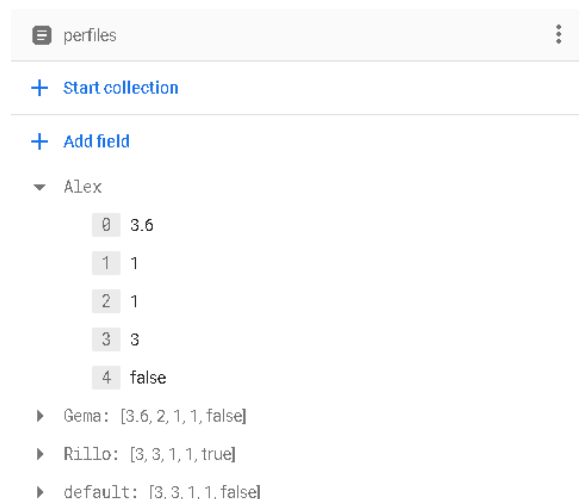 perfiles
Start collection
Add field
Alex
0 3.6
1 1
2 1
3 3
4 false
Gema: [3.6, 2, 1, 1, false]
Rillo: [3, 3, 1, 1, true]
default: [3, 3, 1, 1, false]